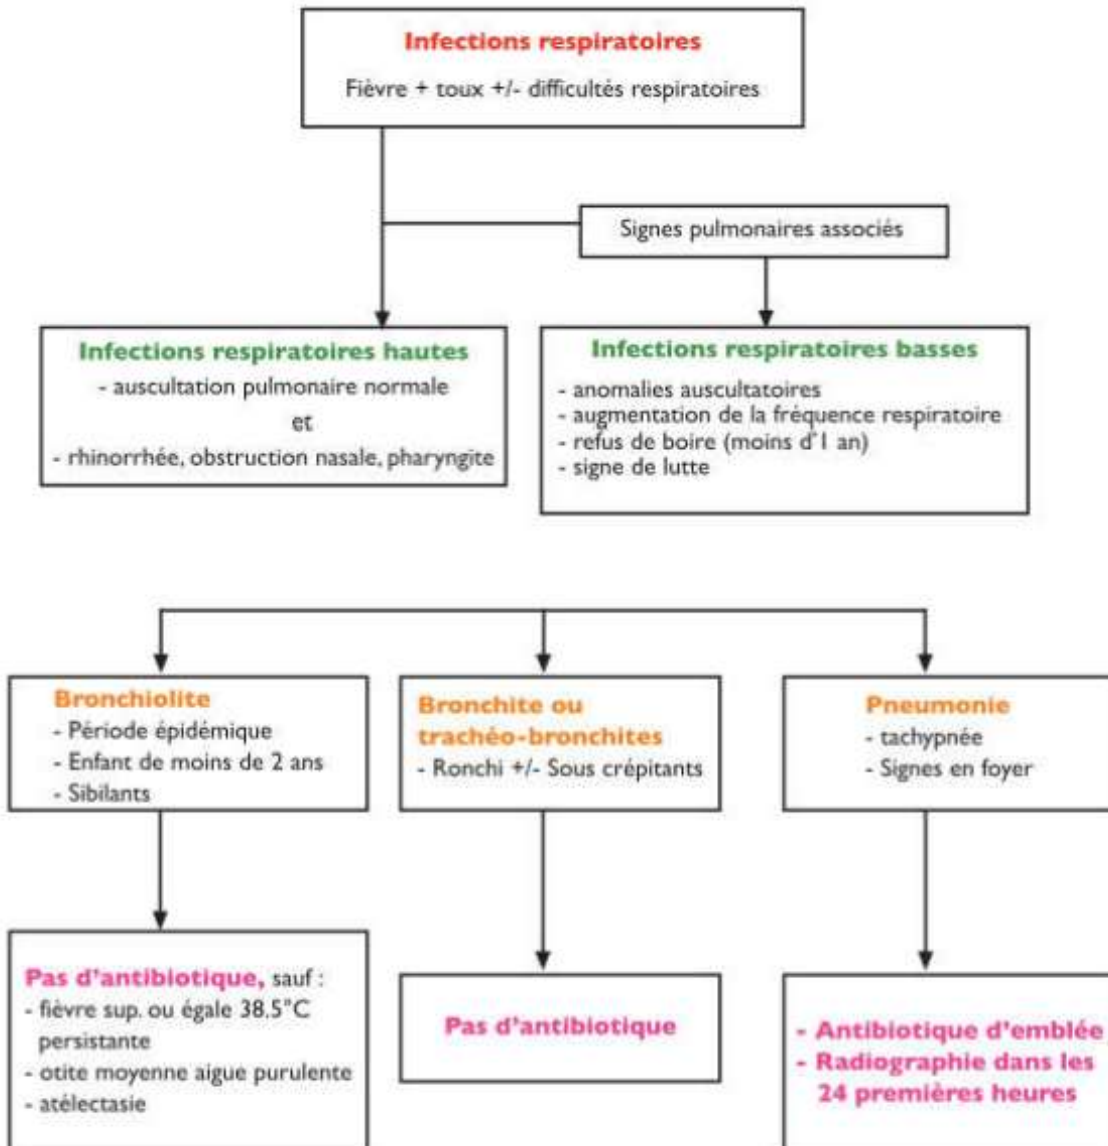 Infections respiratoires
Fièvre + toux +/- difficultés respiratoires
Signes pulmonaires associés
Infections respiratoires hautes
- auscultation pulmonaire normale
et
- rhinorrhée, obstruction nasale, pharyngite
Infections respiratoires basses
- anomalies auscultatoires
- augmentation de la fréquence respiratoire
- refus de boire (moins d'1 an)
- signe de lutte
Bronchiolite
- Période épidémique
- Enfant de moins de 2 ans
- Sibilants
Bronchite ou
trachéo-bronchites
- Ronchi +/- Sous crépitants
Pneumonie
- tachypnée
- Signes en foyer
Pas d'antibiotique, sauf :
- fièvre sup. ou égale 38.5°C
persistante
- otite moyenne aigue purulente
- atélectasie
Pas d'antibiotique
- Antibiotique d'emblée
- Radiographie dans les
24 premières heures